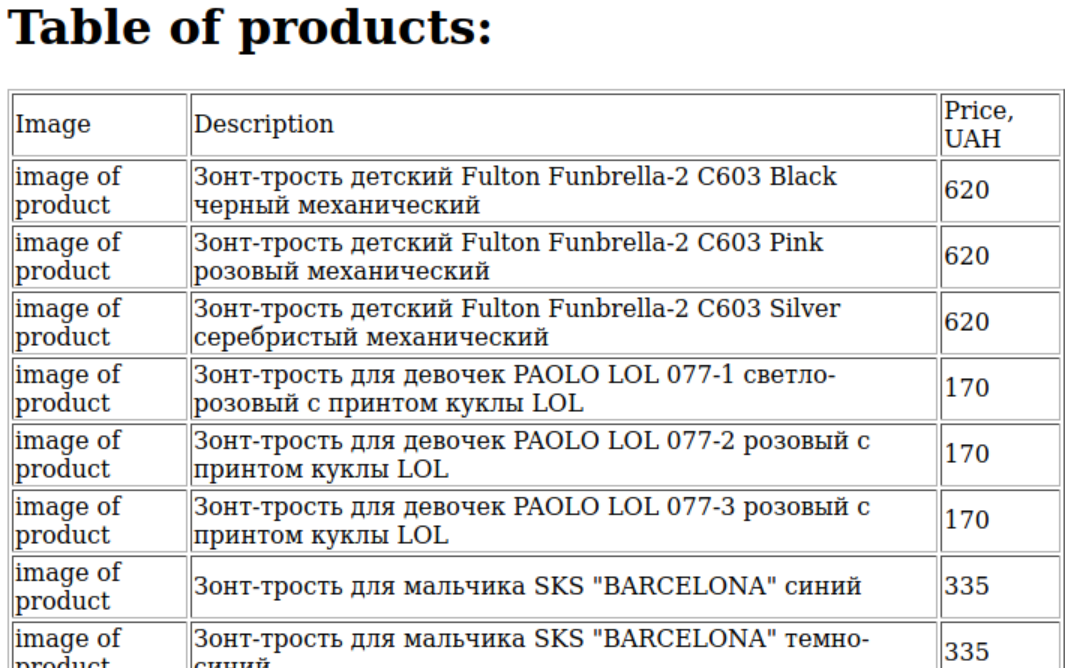 Table of products:
Image
Description
Price,
UAH
image of
product
Зонт-трость детский Fulton Funbrella-2 C603 Black
черный механический
620
image of
product
Зонт-трость детский Fulton Funbrella-2 C603 Pink
розовый механический
620
image of
product
Зонт-трость детский Fulton Funbrella-2 C603 Silver
серебристый механический
620
image of
product
Зонт-трость для девочек PAOLO LOL 077-1 светло-
розовый с принтом куклы LOL
170
image of
product
Зонт-трость для девочек PAOLO LOL 077-2 розовый с
принтом куклы LOL
170
image of
product
Зонт-трость для девочек PAOLO LOL 077-3 розовый с
принтом куклы LOL
170
image of
product
Зонт-трость для мальчика SKS "BARCELONA" синий
335
image of
product
Зонт-трость для мальчика SKS "BARCELONA" темно-
синий
335